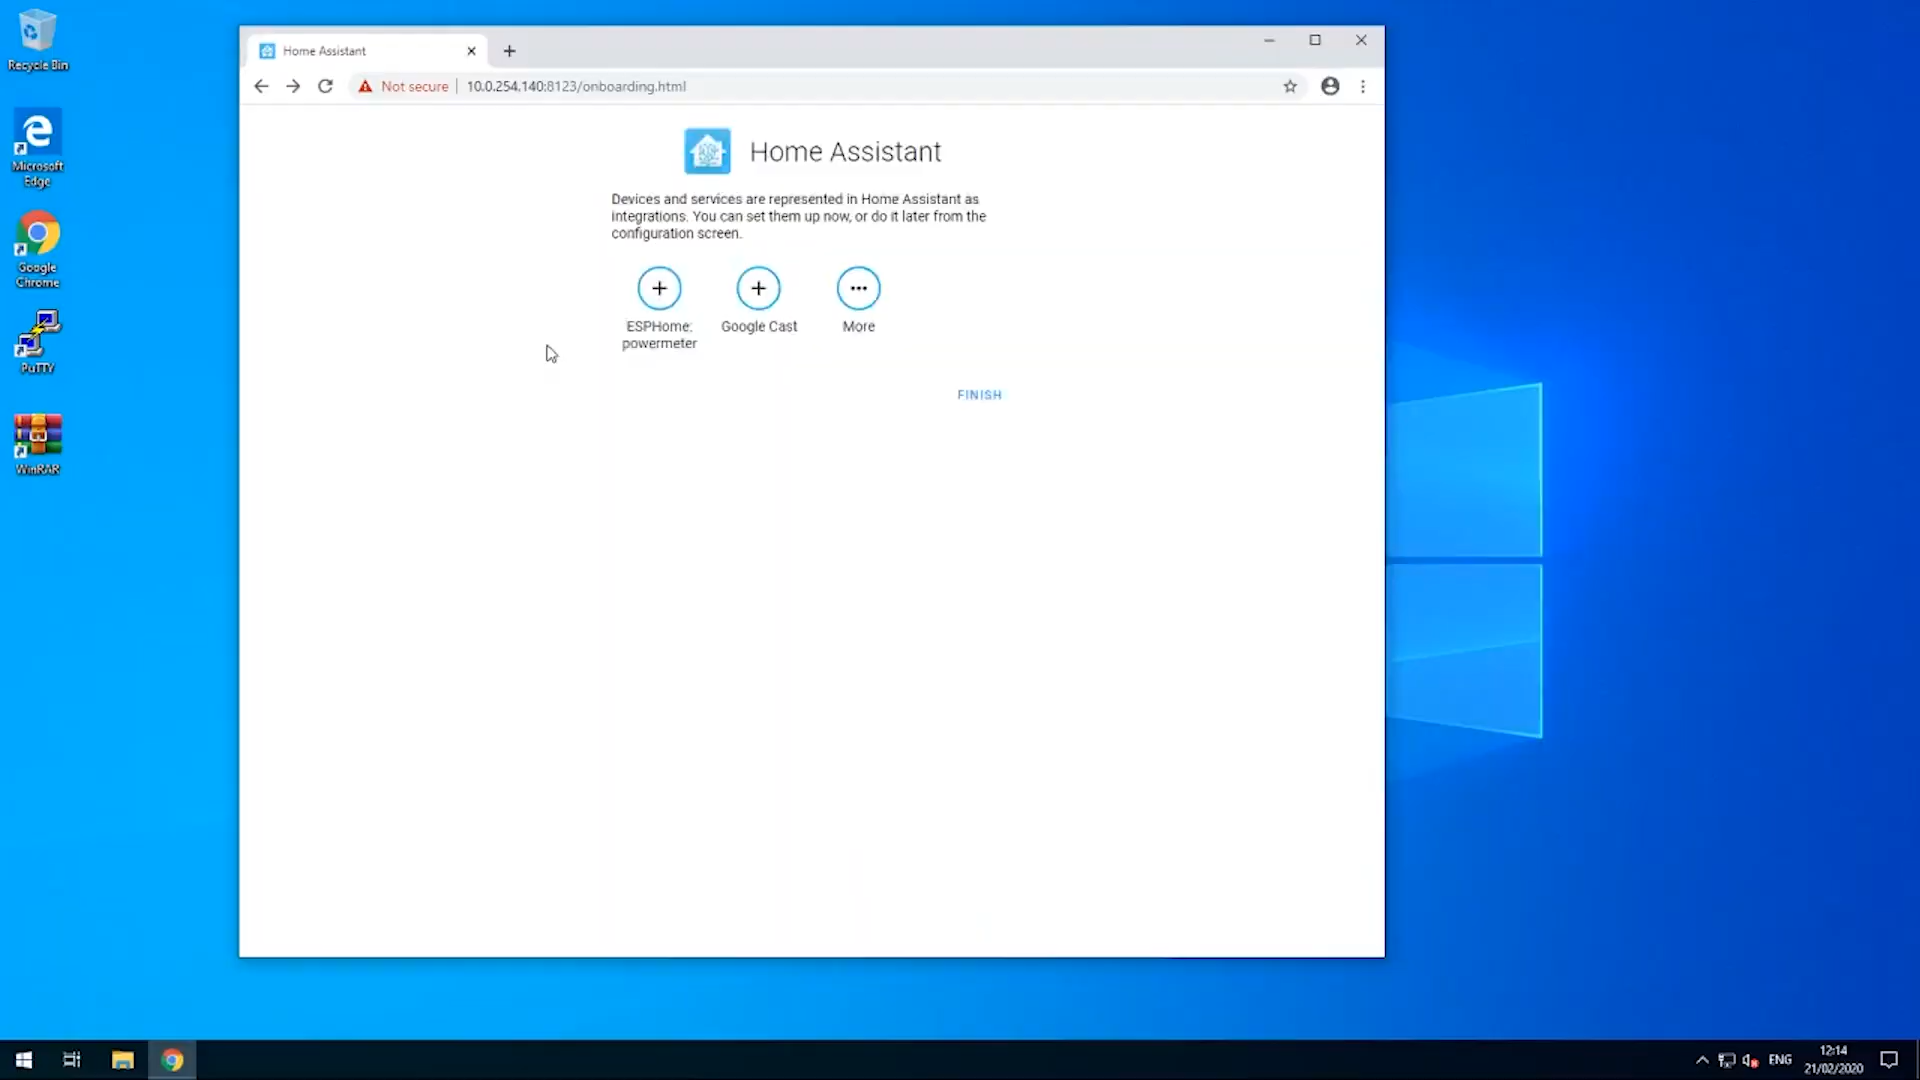 Recycle Bin
Microsoft
Edge
Google
Chrome
PuTTY
WinRAR
Home Assistant
Not secure
10.0.254.140:8123/onboarding.html
Home Assistant
Devices and services are represented in Home Assistant as
integrations. You can set them up now, or do it later from the
configuration screen.
ESPHome:
powermeter
Google Cast
More
FINISH
ENG
12:14
21/02/2020